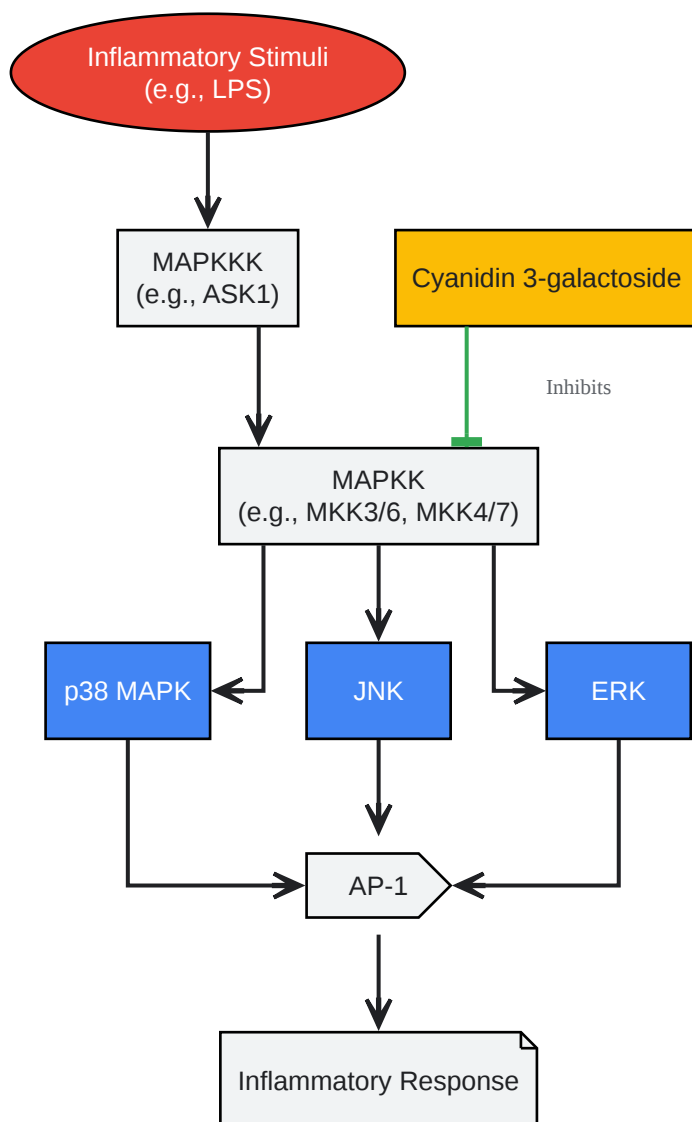 Inflammatory Stimuli
(e.g., LPS)
MAPKKK
(e.g., ASK1)
Cyanidin 3-galactoside
Inhibits
MAPKK
(e.g., MKK3/6, MKK4/7)
p38 MAPK
JNK
ERK
AP-1
Inflammatory Response